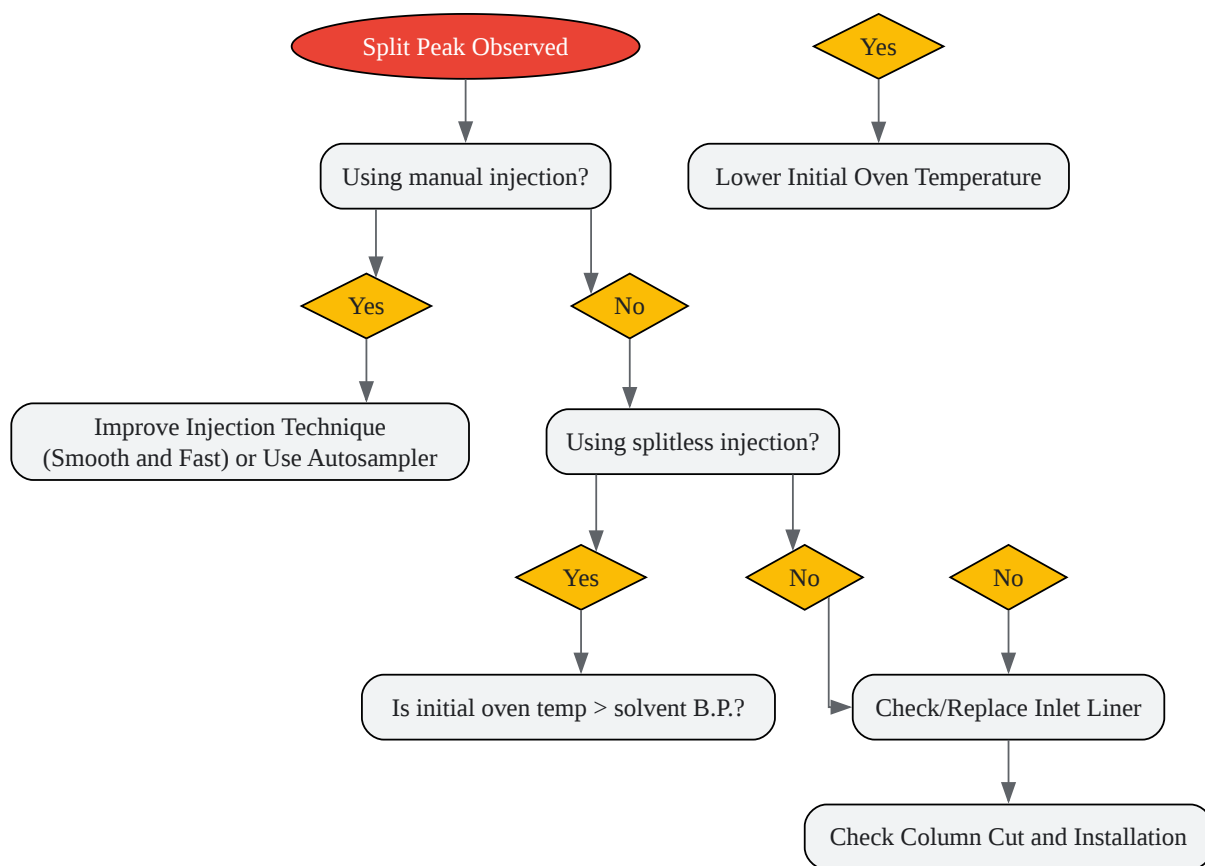 Split Peak Observed
Yes
Using manual injection?
Lower Initial Oven Temperature
Yes
No
Improve Injection Technique
(Smooth and Fast) or Use Autosampler
Using splitless injection?
Yes
No
No
Is initial oven temp > solvent B.P.?
Check/Replace Inlet Liner
Check Column Cut and Installation